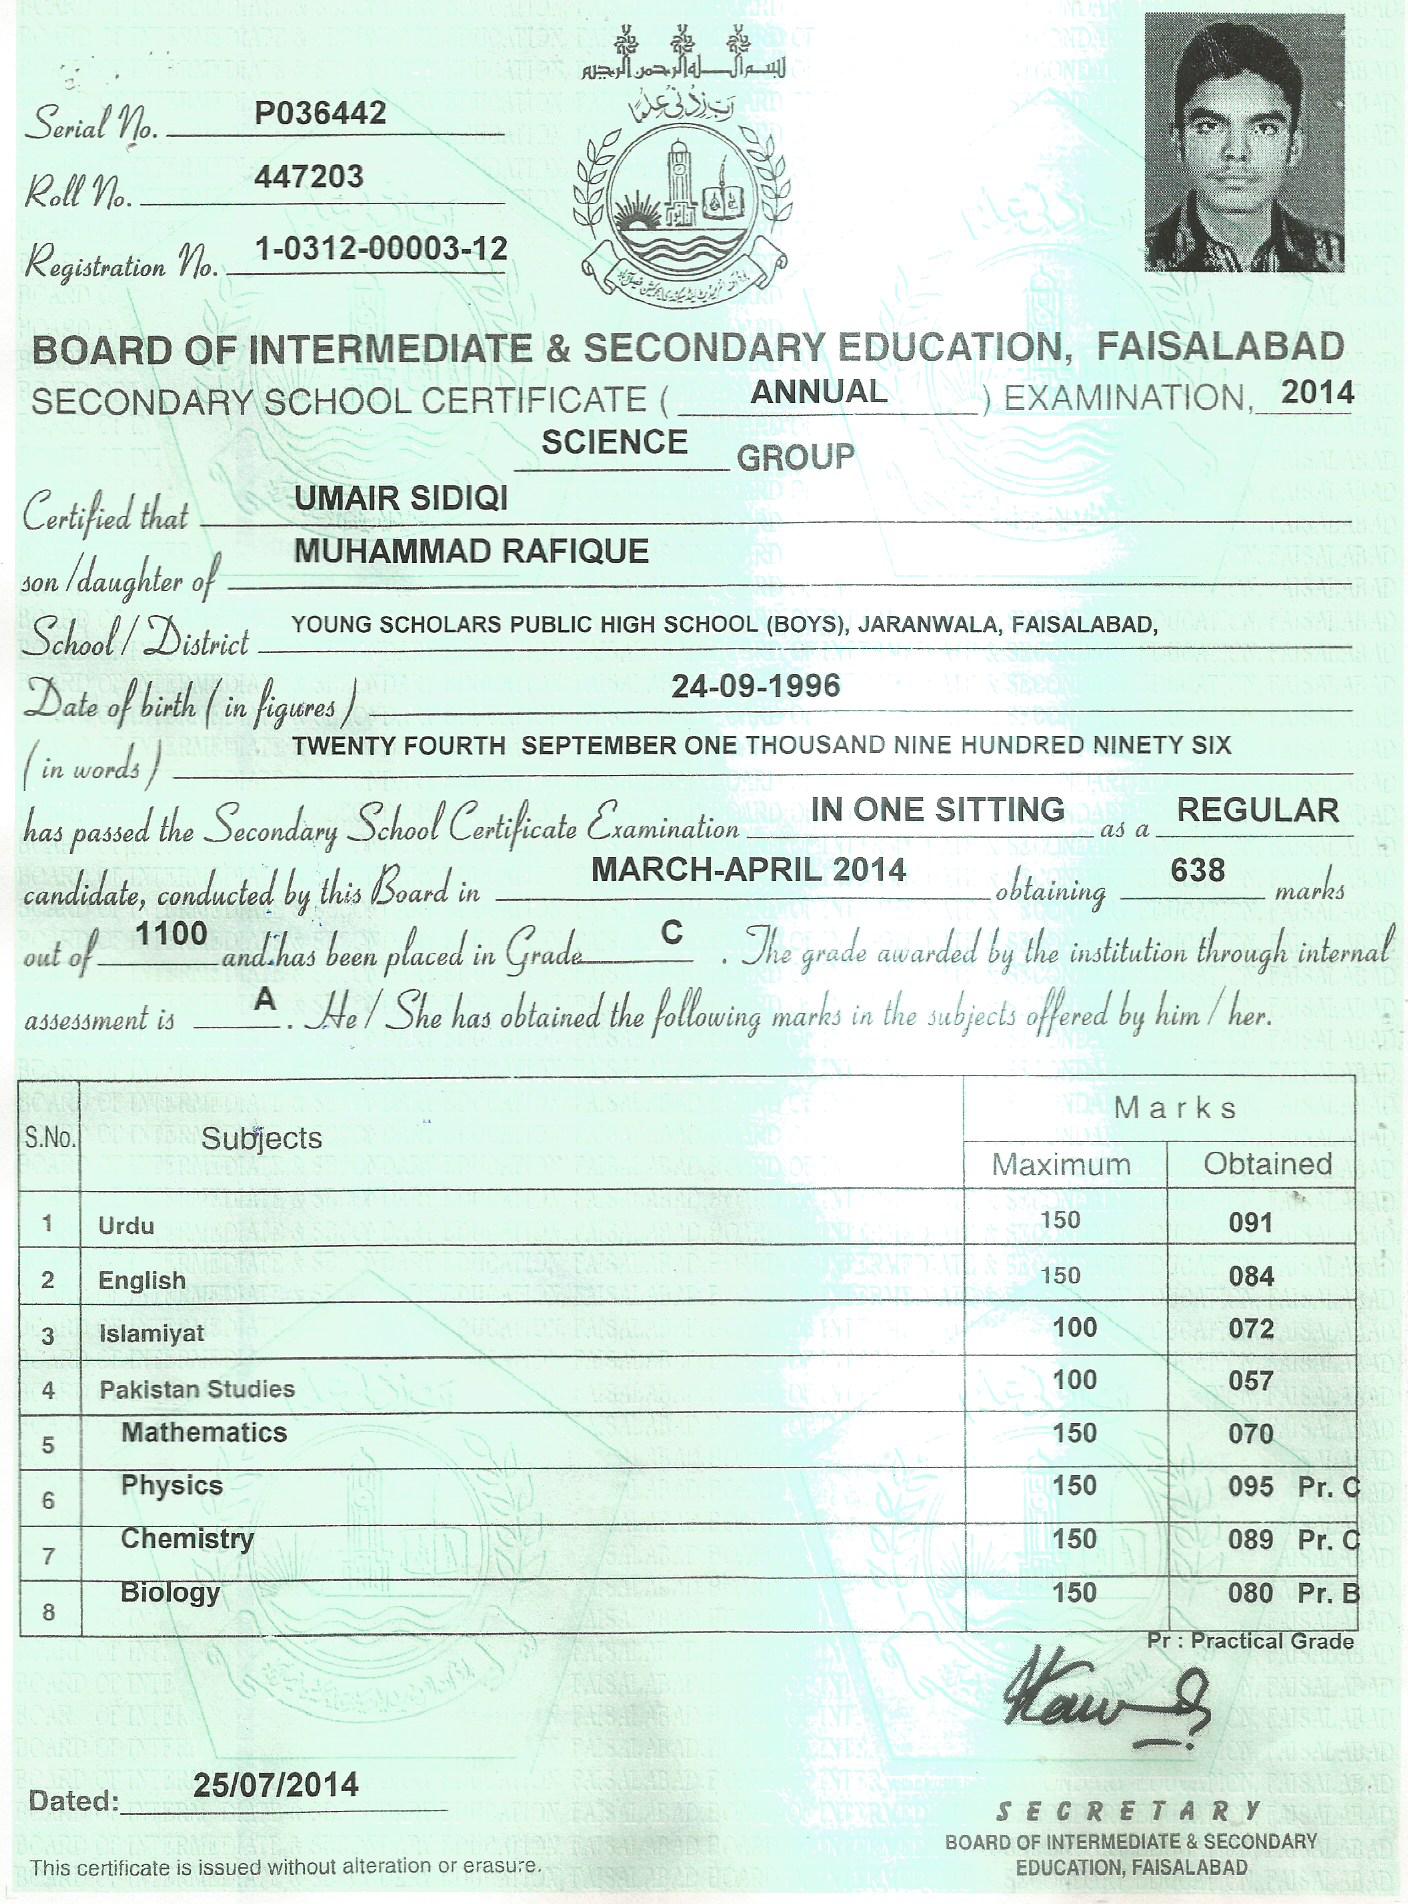 بسم الله الرحمن الرحيم
رَبِّ زِدْنِیْ عِلْمًا
Serial No. P036442
Roll No. 447203
Registration No. 1-0312-00003-12
BOARD OF INTERMEDIATE & SECONDARY EDUCATION, FAISALABAD
SECONDARY SCHOOL CERTIFICATE ( ANNUAL ) EXAMINATION, 2014
SCIENCE GROUP
Certified that UMAIR SIDIQI
son/daughter of MUHAMMAD RAFIQUE
School/District YOUNG SCHOLARS PUBLIC HIGH SCHOOL (BOYS), JARANWALA, FAISALABAD,
Date of birth (in figures) 24-09-1996
(in words) TWENTY FOURTH SEPTEMBER ONE THOUSAND NINE HUNDRED NINETY SIX
has passed the Secondary School Certificate Examination IN ONE SITTING as a REGULAR
candidate, conducted by this Board in MARCH-APRIL 2014 obtaining 638 marks
out of 1100 and has been placed in Grade C . The grade awarded by the institution through internal
assessment is A . He/She has obtained the following marks in the subjects offered by him/her.
S.No. Subjects Marks
Maximum Obtained
1 Urdu 150 091
2 English 150 084
3 Islamiyat 100 072
4 Pakistan Studies 100 057
5 Mathematics 150 070
6 Physics 150 095 Pr. C
7 Chemistry 150 089 Pr. C
8 Biology 150 080 Pr. B
Pr : Practical Grade
Dated: 25/07/2014
SECRETARY
BOARD OF INTERMEDIATE & SECONDARY
EDUCATION, FAISALABAD
This certificate is issued without alteration or erasure.